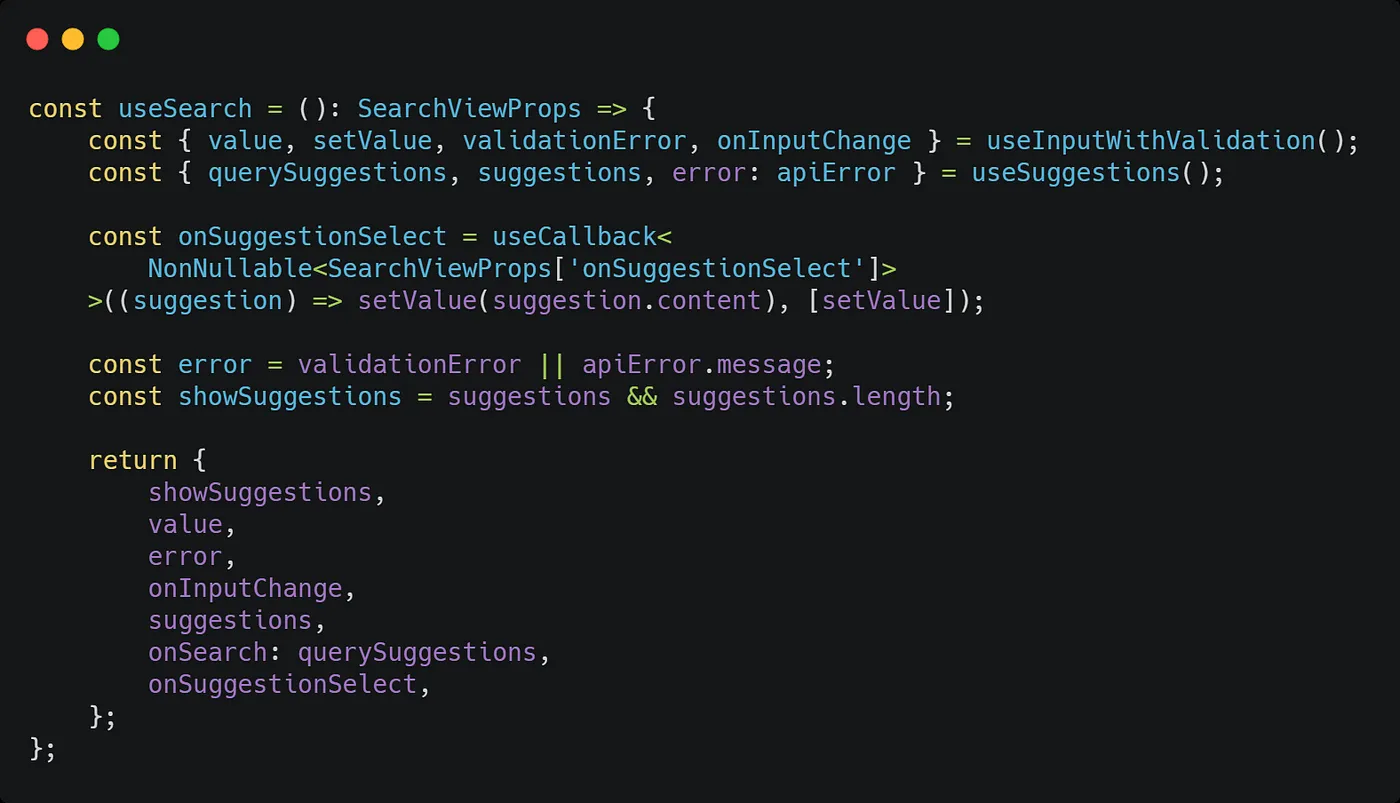 const useSearch = (): SearchViewProps => {
    const { value, setValue, validationError, onInputChange } = useInputWithValidation();
    const { querySuggestions, suggestions, error: apiError } = useSuggestions();

    const onSuggestionSelect = useCallback<
        NonNullable<SearchViewProps['onSuggestionSelect']>
    >((suggestion) => setValue(suggestion.content), [setValue]);

    const error = validationError || apiError.message;
    const showSuggestions = suggestions && suggestions.length;

    return {
        showSuggestions,
        value,
        error,
        onInputChange,
        suggestions,
        onSearch: querySuggestions,
        onSuggestionSelect,
    };
};